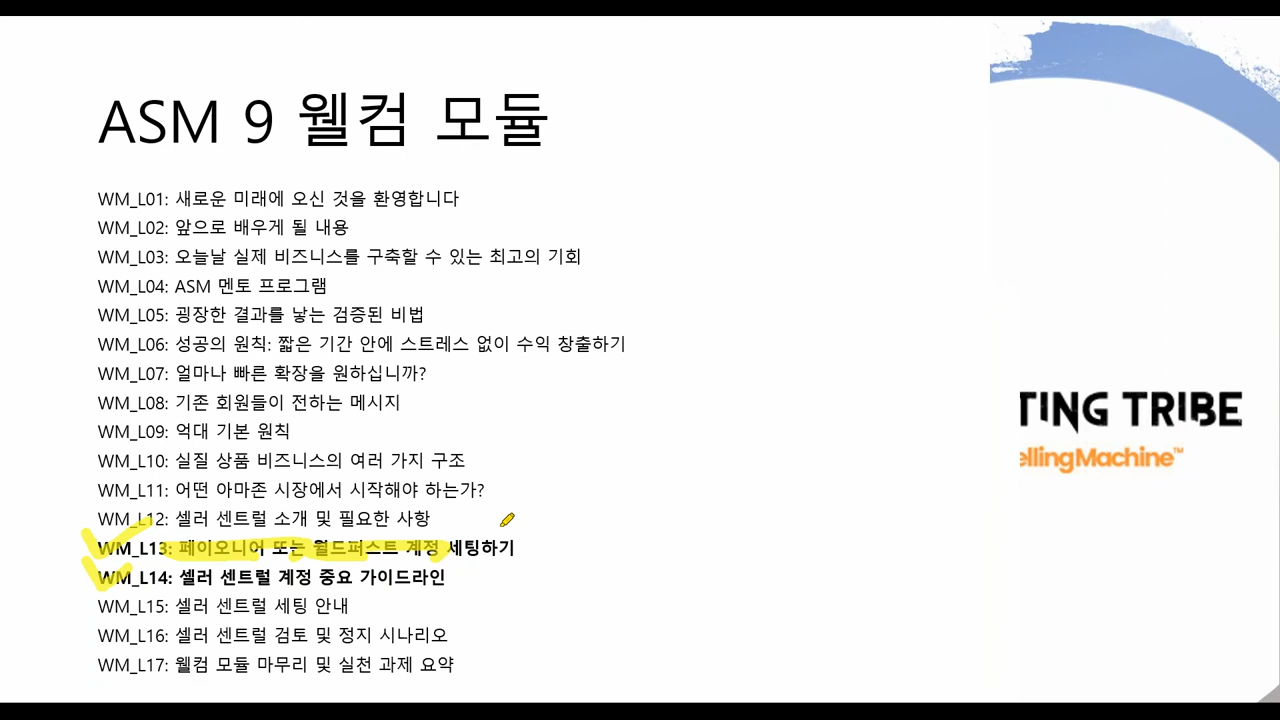 ASM 9 웰컴 모듈
WM_L01: 새로운 미래에 오신 것을 환영합니다
WM_L02: 앞으로 배우게 될 내용
WM_L03: 오늘날 실제 비즈니스를 구축할 수 있는 최고의 기회
WM_L04: ASM 멘토 프로그램
WM_L05: 굉장한 결과를 낳는 검증된 비법
WM_L06: 성공의 원칙: 짧은 기간 안에 스트레스 없이 수익 창출하기
WM_L07: 얼마나 빠른 확장을 원하십니까?
WM_L08: 기존 회원들이 전하는 메시지
WM_L09: 억대 기본 원칙
WM_L10: 실질 상품 비즈니스의 여러 가지 구조
WM_L11: 어떤 아마존 시장에서 시작해야 하는가?
WM_L12: 셀러 센트럴 소개 및 필요한 사항
WM_L13: 페이오니어 또는 월드퍼스트 계정 세팅하기
WM_L14: 셀러 센트럴 계정 중요 가이드라인
WM_L15: 셀러 센트럴 세팅 안내
WM_L16: 셀러 센트럴 검토 및 정지 시나리오
WM_L17: 웰컴 모듈 마무리 및 실천 과제 요약
TING TRIBE
ellingMachine™